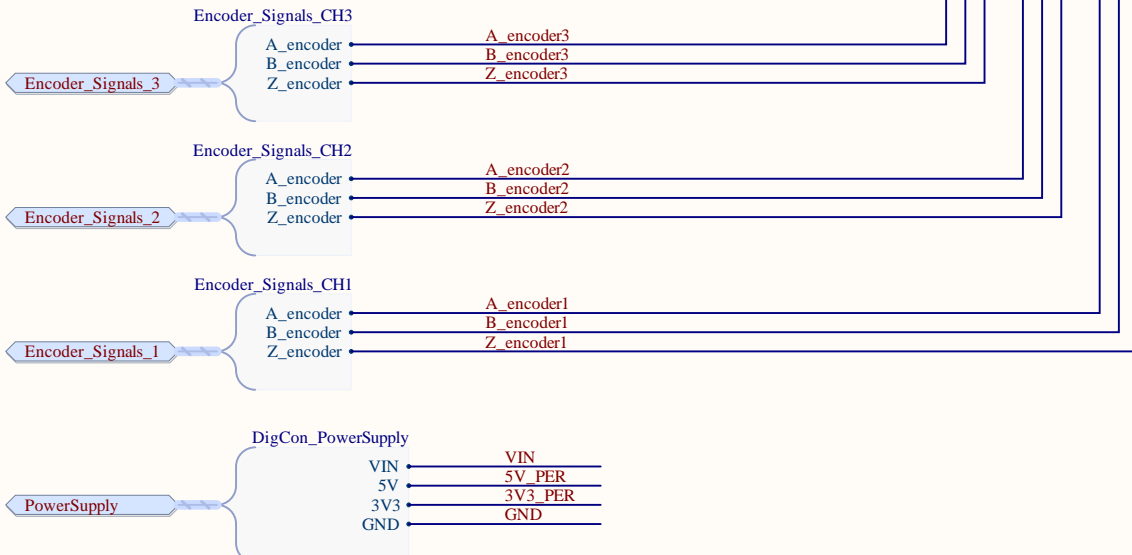 Encoder_Signals_CH3
A_encoder A_encoder3
B_encoder B_encoder3
Encoder_Signals_3 Z_encoder Z_encoder3
Encoder_Signals_CH2
A_encoder A_encoder2
B_encoder B_encoder2
Encoder_Signals_2 Z_encoder Z_encoder2
Encoder_Signals_CH1
A_encoder A_encoder1
B_encoder B_encoder1
Encoder_Signals_1 Z_encoder Z_encoder1
DigCon_PowerSupply
VIN VIN
5V 5V_PER
PowerSupply 3V3 3V3_PER
GND GND